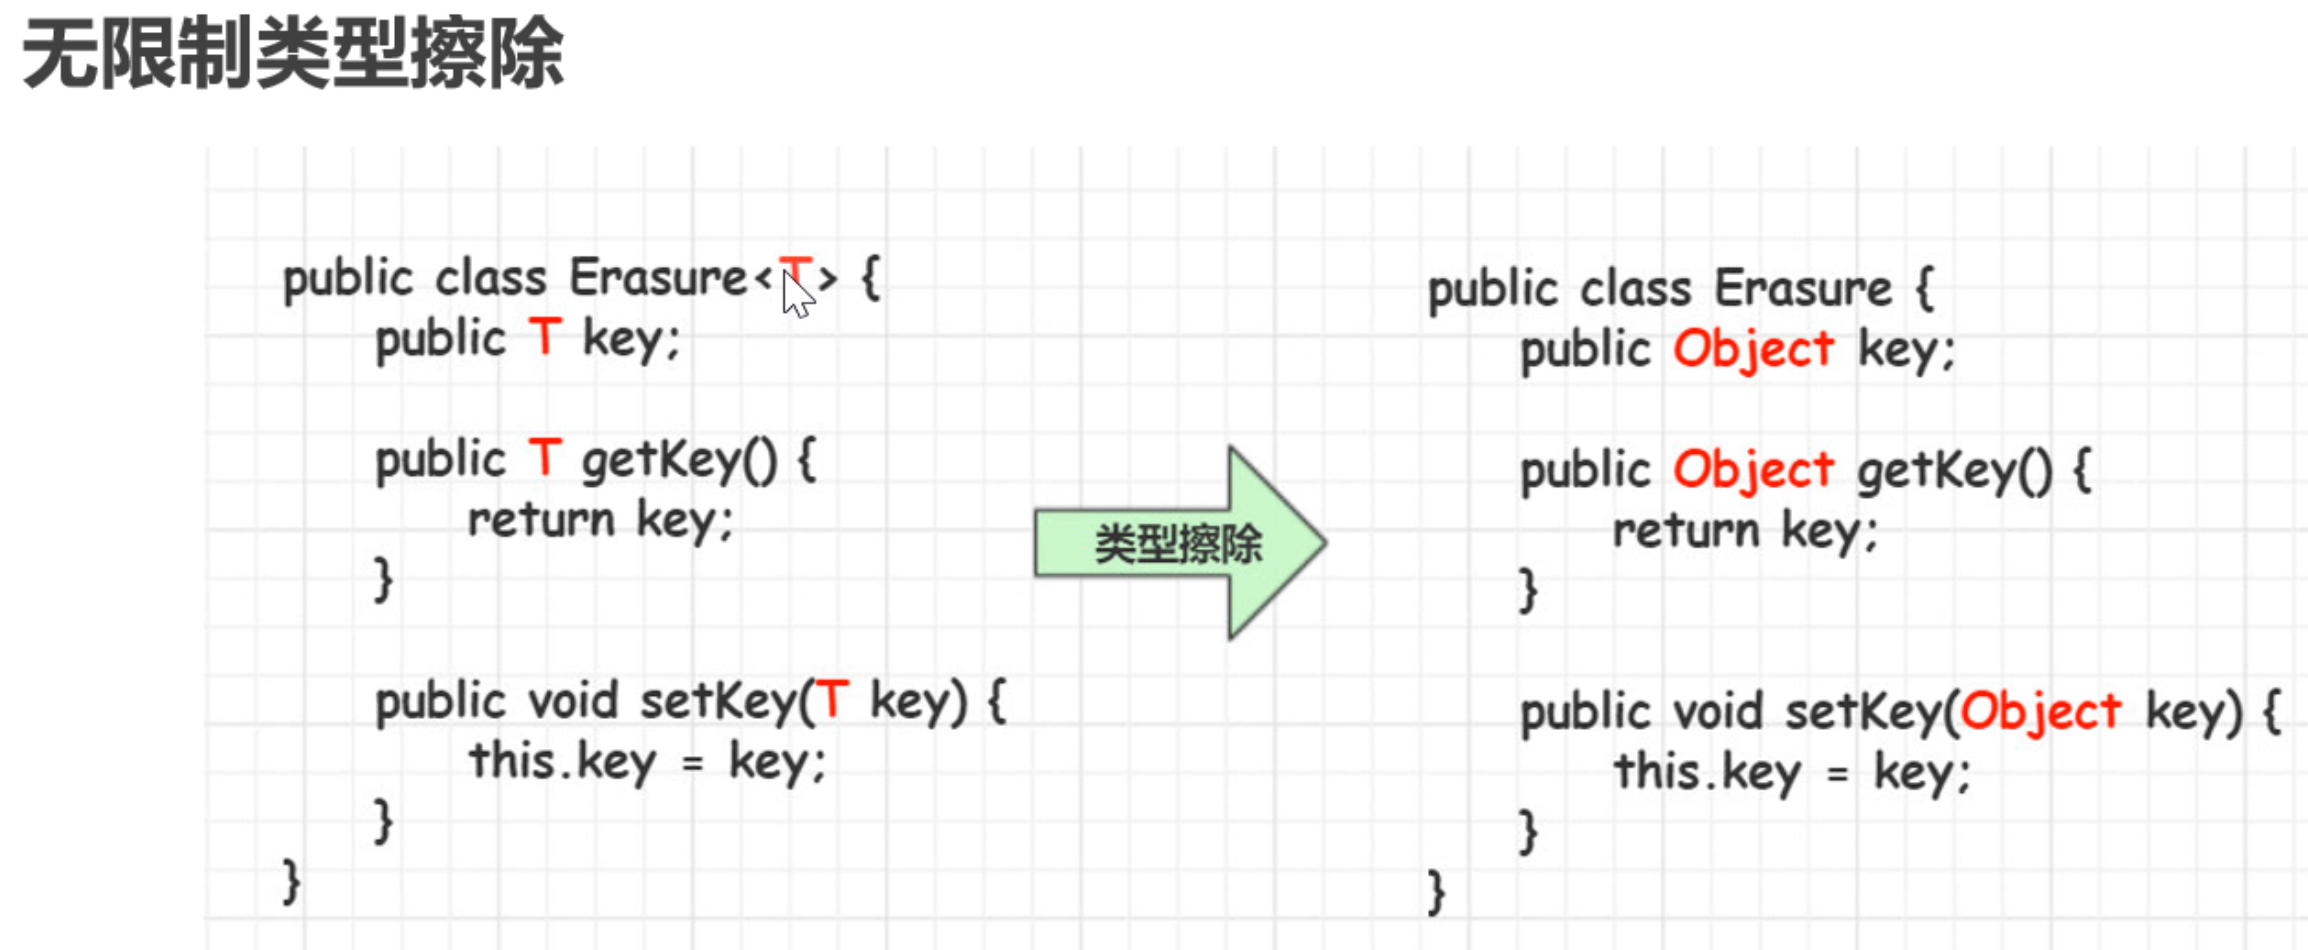 无限制类型擦除
public class Erasure<T> {
public T key;
public T getKey() {
return key;
}
public void setKey(T key) {
this.key = key;
}
}
类型擦除
public class Erasure {
public Object key;
public Object getKey() {
return key;
}
public void setKey(Object key) {
this.key = key;
}
}